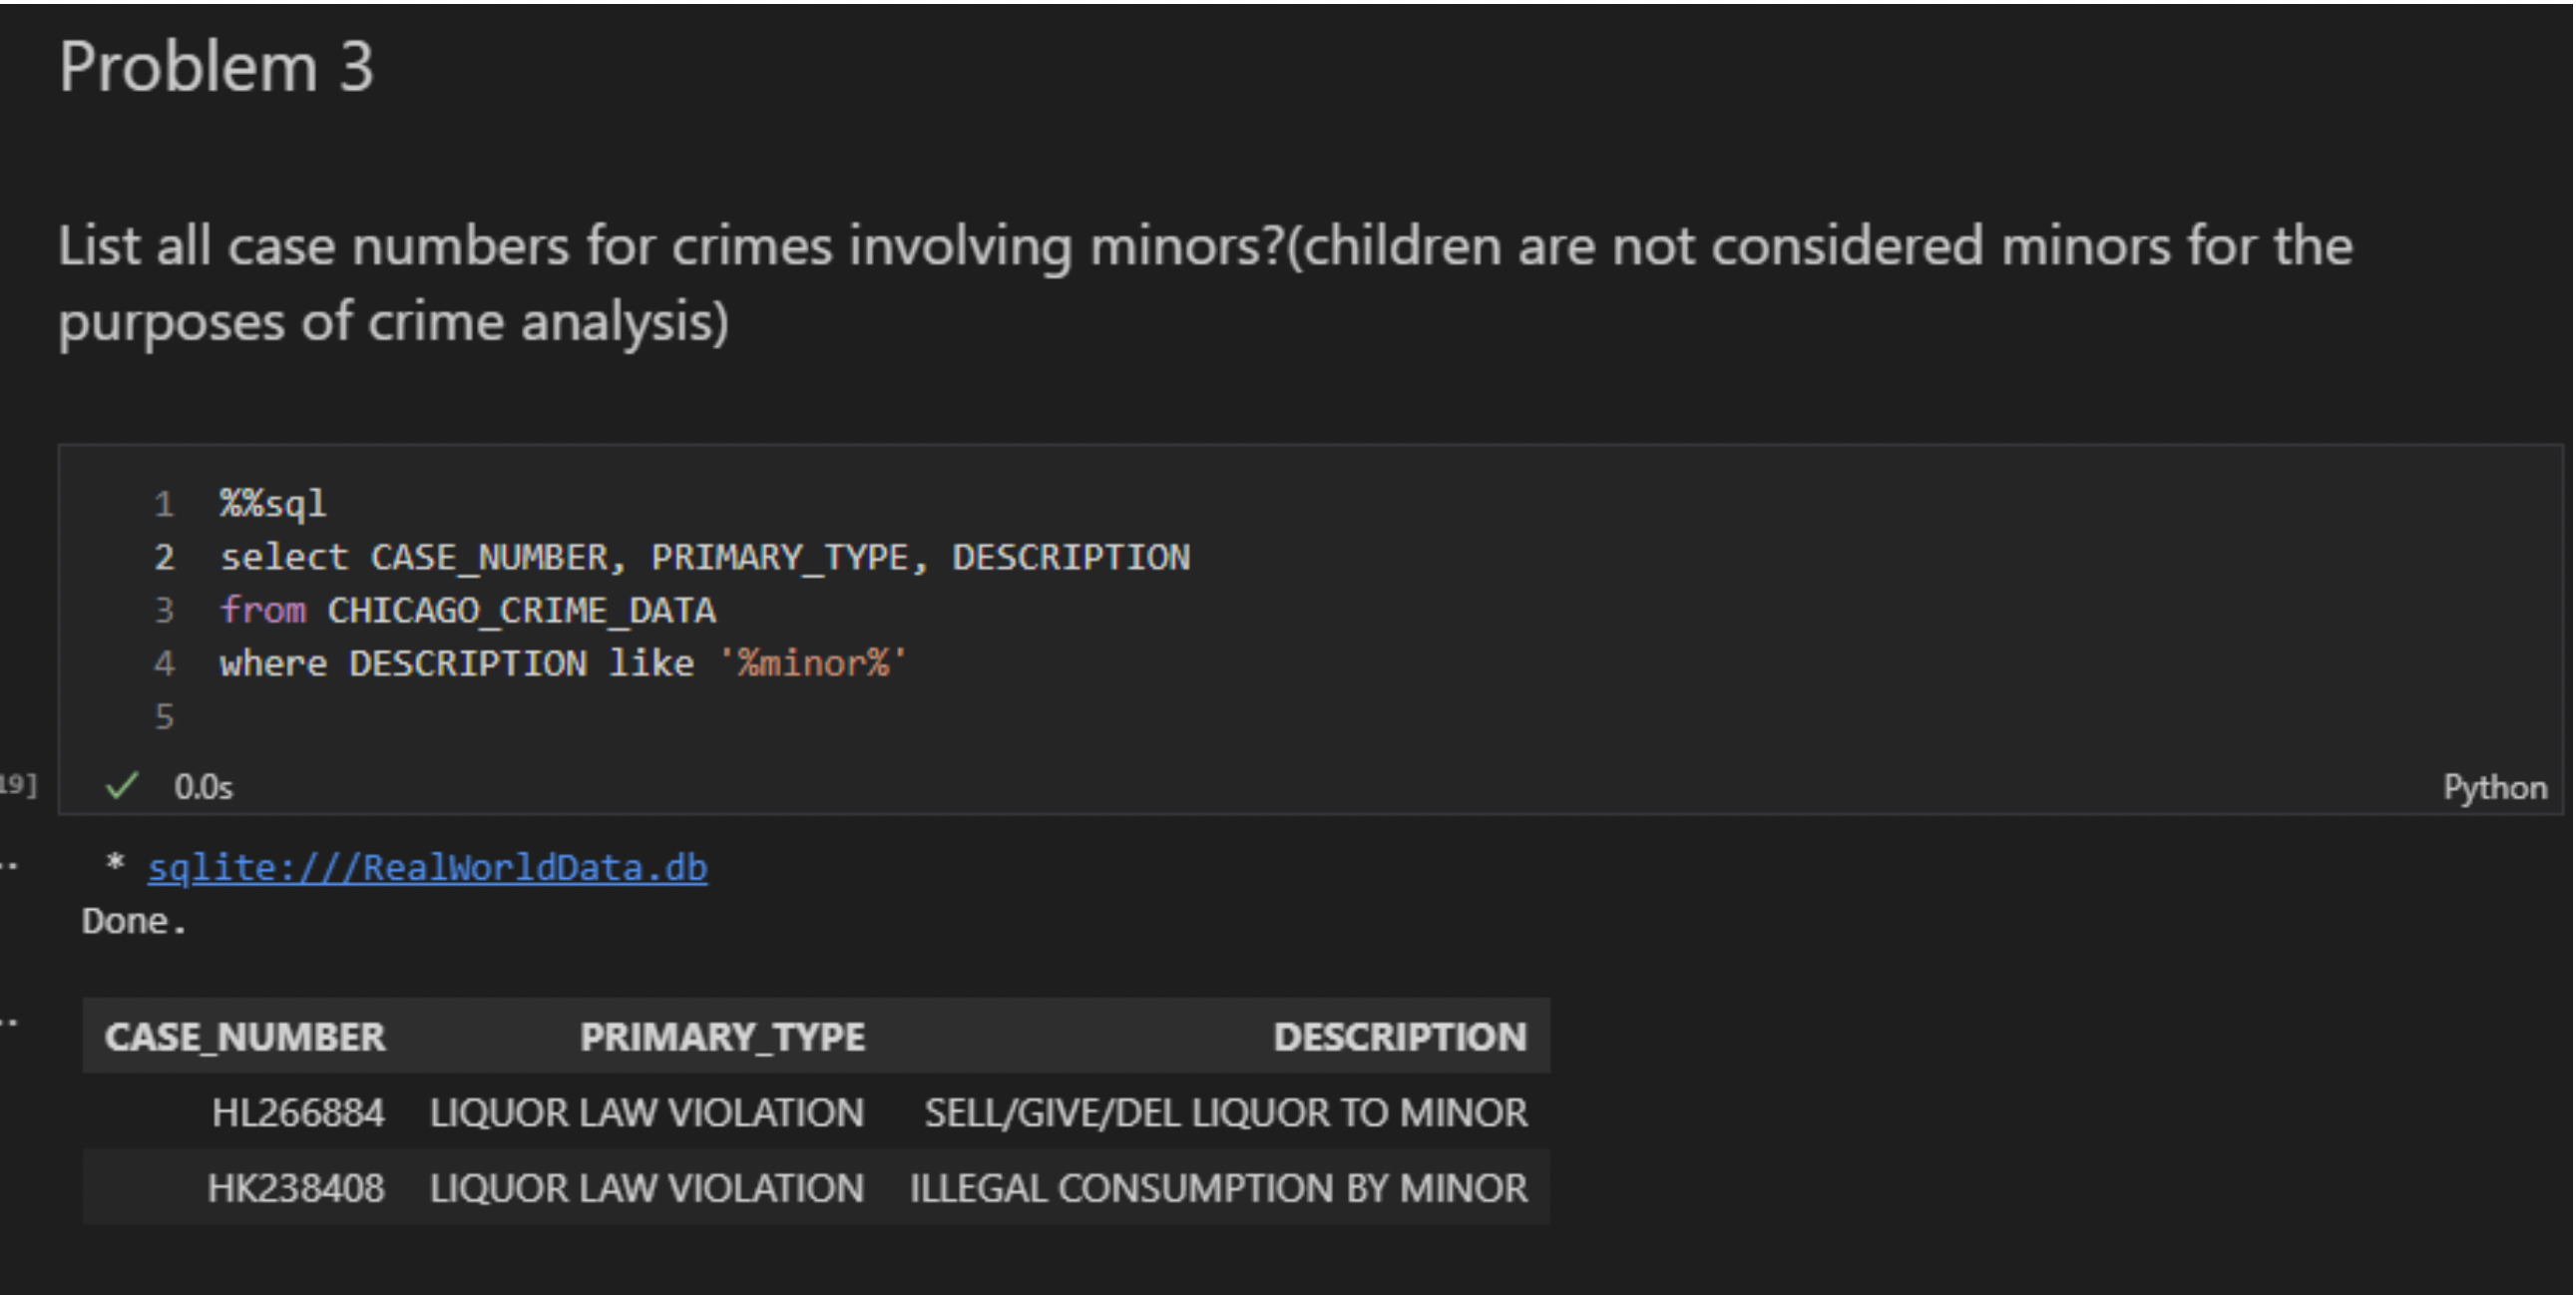 Problem 3
List all case numbers for crimes involving minors?(children are not considered minors for the
purposes of crime analysis)
1 %%sql
2 select CASE_NUMBER, PRIMARY_TYPE, DESCRIPTION
3 from CHICAGO_CRIME_DATA
4 where DESCRIPTION like '%minor%'
5
19] ✓ 0.0s Python
.. * sqlite:///RealWorldData.db
Done.
.. CASE_NUMBER PRIMARY_TYPE DESCRIPTION
HL266884 LIQUOR LAW VIOLATION SELL/GIVE/DEL LIQUOR TO MINOR
HK238408 LIQUOR LAW VIOLATION ILLEGAL CONSUMPTION BY MINOR